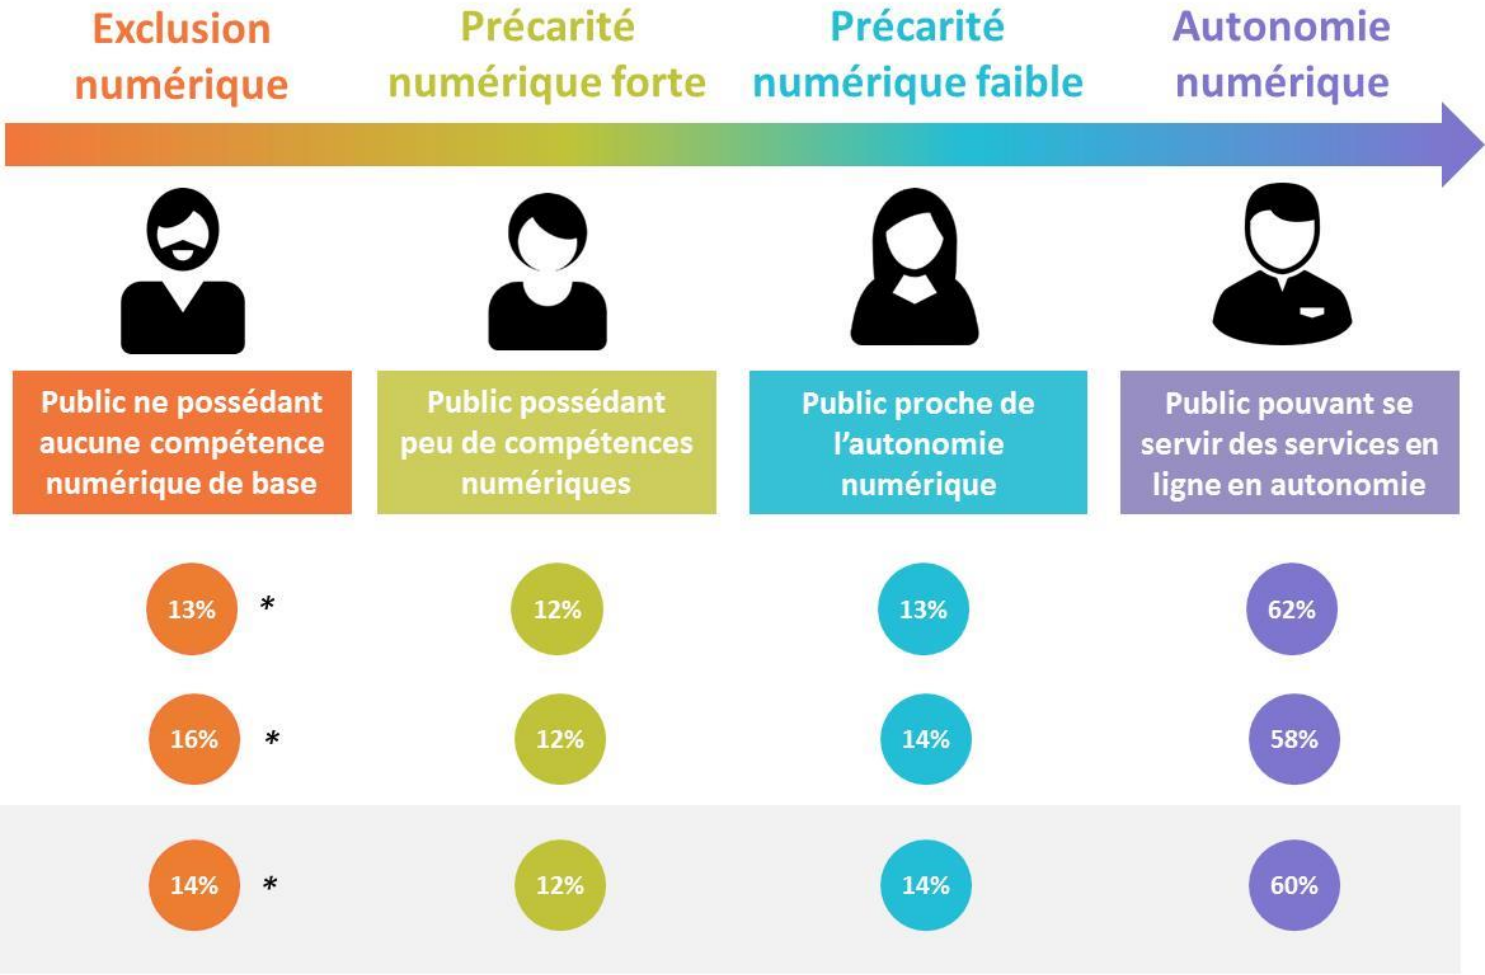 Exclusion
numérique
Précarité
numérique forte
Précarité
numérique faible
Autonomie
numérique
Public ne possédant
aucune compétence
numérique de base
Public possédant
peu de compétences
numériques
Public proche de
l'autonomie
numérique
Public pouvant se
servir des services en
ligne en autonomie
13% * 12% 13% 62%
16% * 12% 14% 58%
14% * 12% 14% 60%